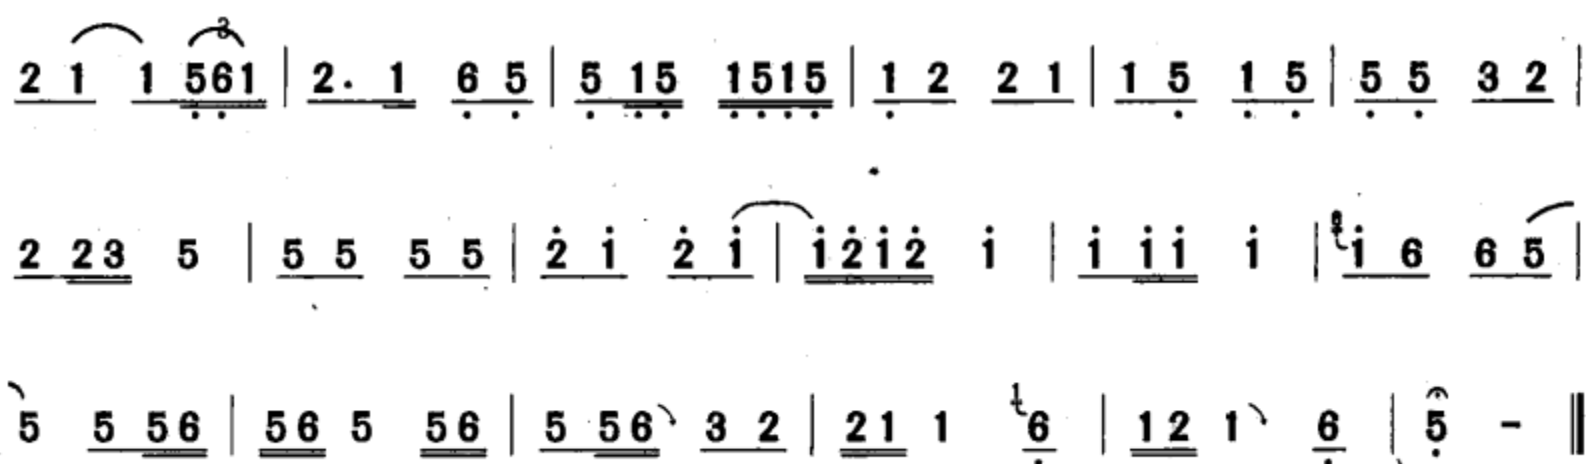 2 1 1 561 | 2. 1 6 5 | 5 15 1515 | 1 2 2 1 | 1 5 1 5 | 5 5 3 2 |
2 23 5 | 5 5 5 5 | 2 1 2 1 | 1212 1 | 1 11 1 | 1 6 6 5 |
5 5 56 | 56 5 56 | 5 56 3 2 | 21 1 6 | 12 1 6 | 5 - ‖